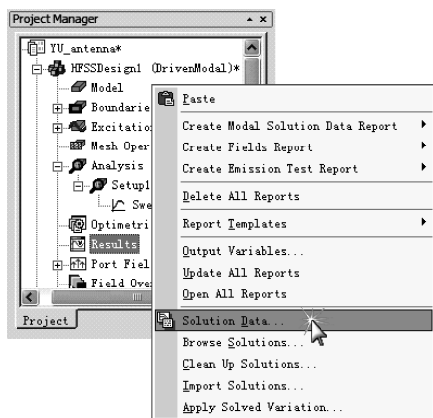 Project Manager
YU_antenna*
HFSSDesign1 (DrivenModal)*
Model
Boundarie
Excitatio
Mesh Oper
Analysis
Setup1
Swe
Optimetri
Results
Port Fiel
Field Ove
Project
Paste
Create Modal Solution Data Report
Create Fields Report
Create Emission Test Report
Delete All Reports
Report Templates
Output Variables...
Update All Reports
Open All Reports
Solution Data...
Browse Solutions...
Clean Up Solutions...
Import Solutions...
Apply Solved Variation...